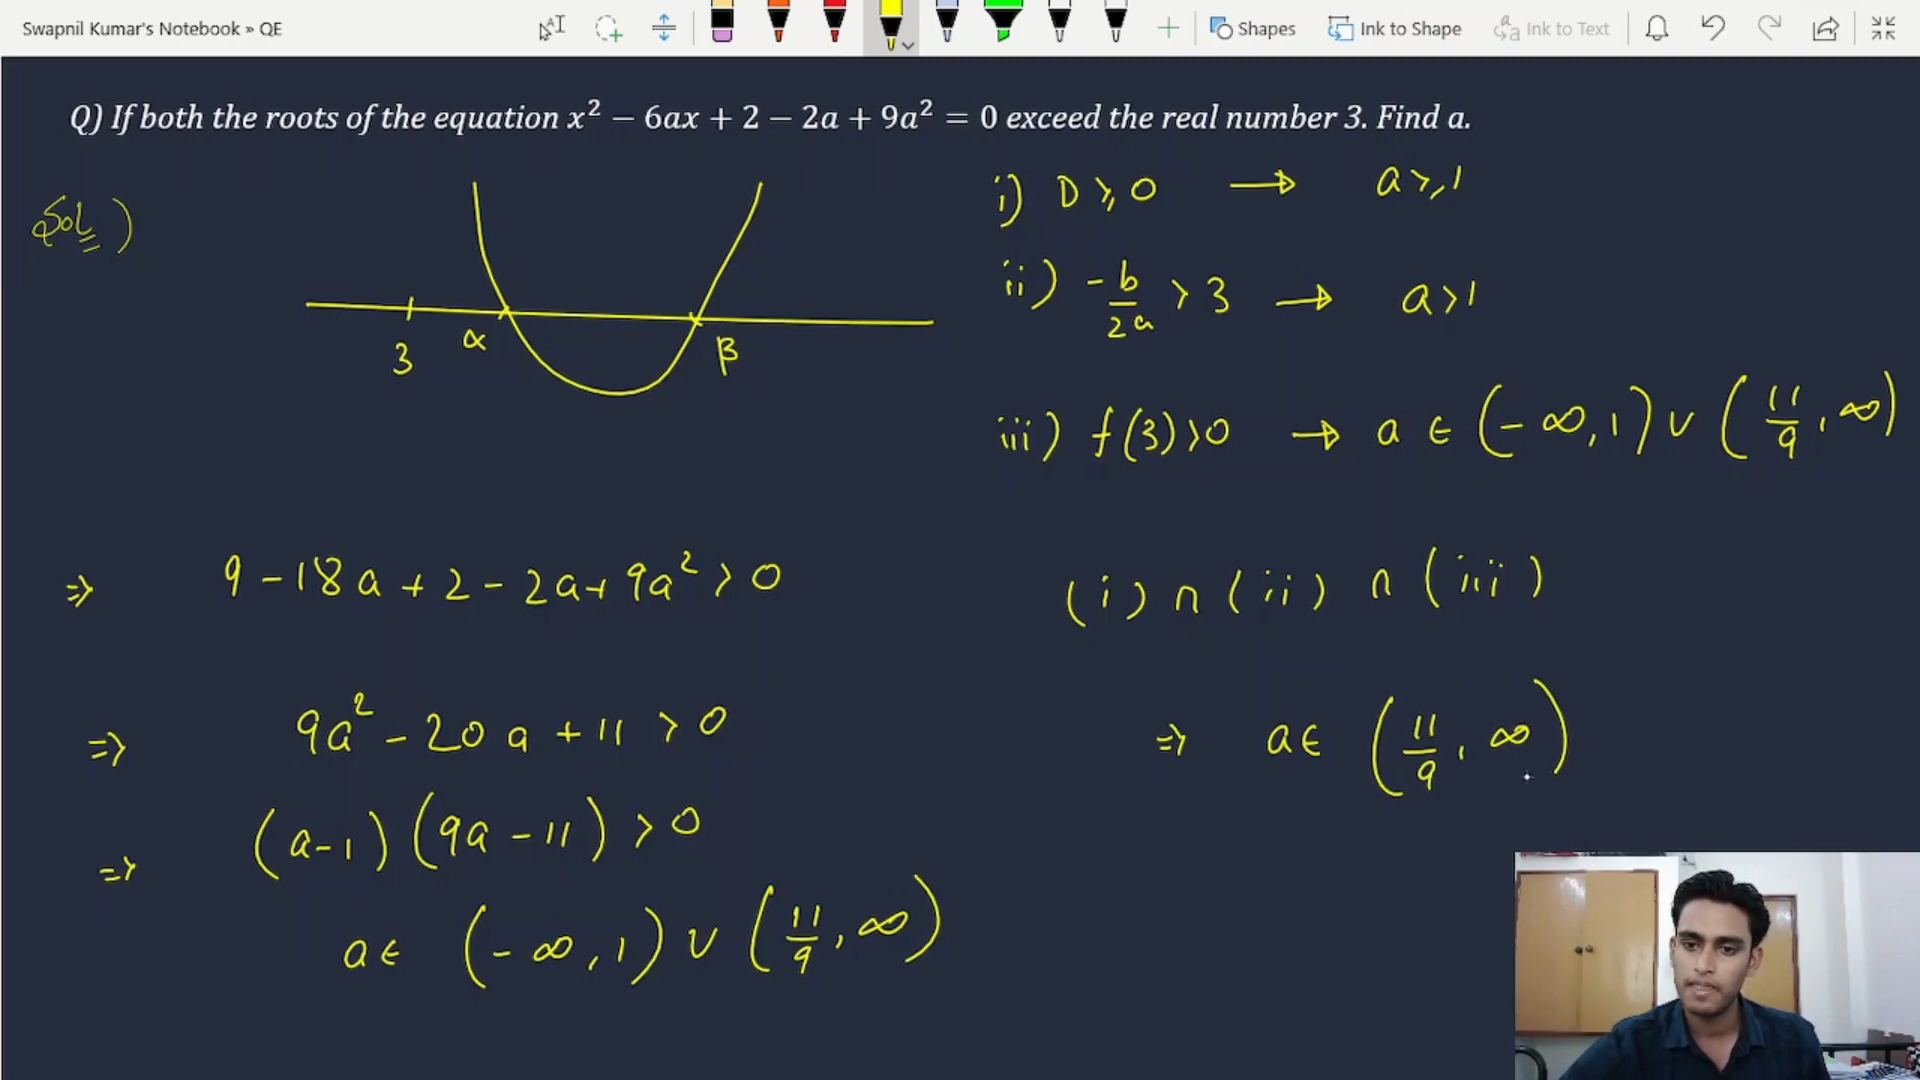 Swapnil Kumar's Notebook » QE
Shapes
Ink to Shape
Ink to Text
Q) If both the roots of the equation x² − 6ax + 2 − 2a + 9a² = 0 exceed the real number 3. Find a.
Sol)
3 α β
i) D ≥ 0 → a ≥ 1
ii) -b/2a > 3 → a > 1
iii) f(3) > 0 → a ∈ (-∞, 1) ∪ (11/9, ∞)
⇒ 9 - 18a + 2 - 2a + 9a² > 0
⇒ 9a² - 20a + 11 > 0
⇒ (a-1)(9a-11) > 0
a ∈ (-∞, 1) ∪ (11/9, ∞)
(i) ∩ (ii) ∩ (iii)
⇒ a ∈ (11/9, ∞)